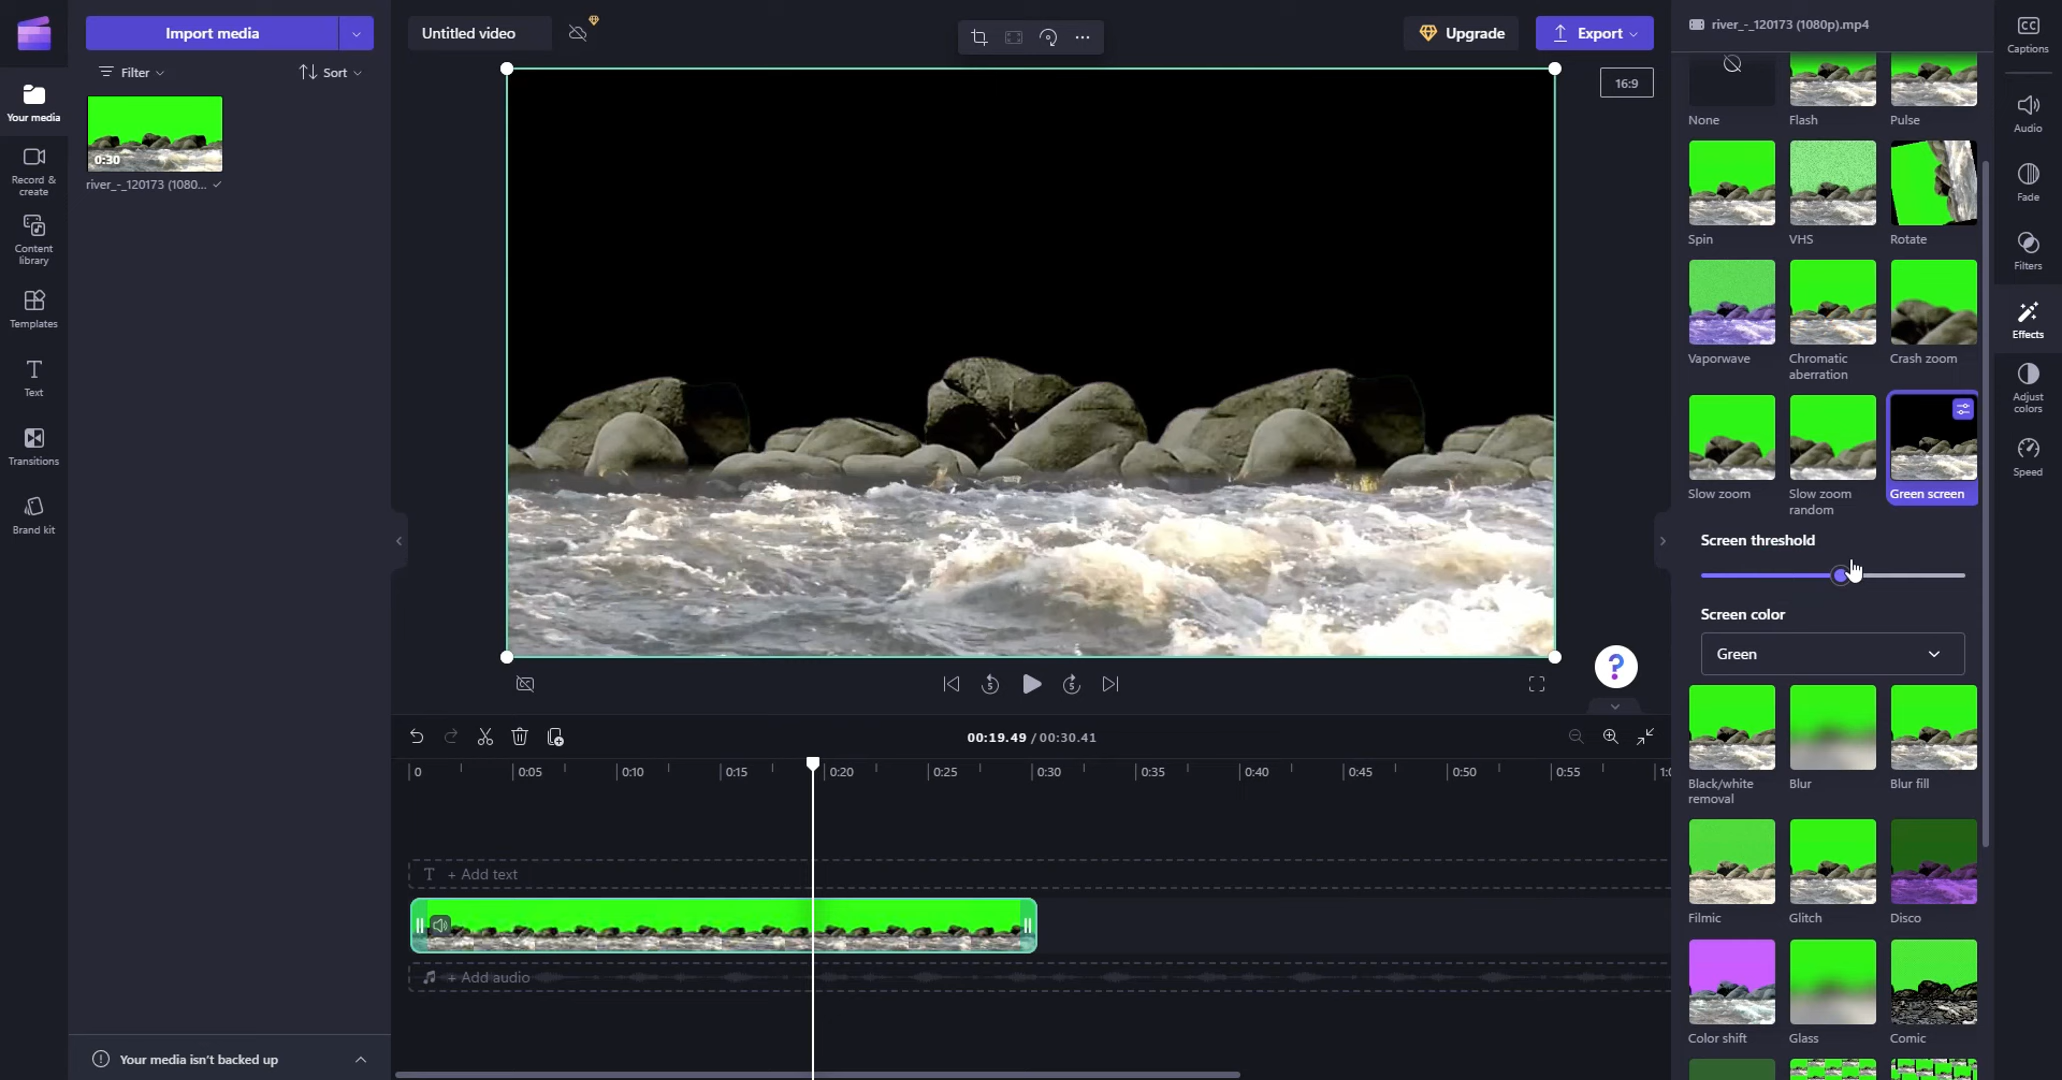 Import media
Filter
Sort
0:30
river_-_120173 (1080...
Your media
Record &
create
Content
library
Templates
Text
Transitions
Brand kit
Your media isn't backed up
Untitled video
Upgrade
Export
16:9
5
5
?
00:19.49 / 00:30.41
0
0:05
0:10
0:15
0:20
0:25
0:30
0:35
0:40
0:45
0:50
0:55
T + Add text
+ Add audio
river_-_120173 (1080p).mp4
None
Flash
Pulse
Spin
VHS
Rotate
Vaporwave
Chromatic
aberration
Crash zoom
Slow zoom
Slow zoom
random
Green screen
Screen threshold
Screen color
Green
Black/white
removal
Blur
Blur fill
Filmic
Glitch
Disco
Color shift
Glass
Comic
CC
Captions
Audio
Fade
Filters
Effects
Adjust
colors
Speed